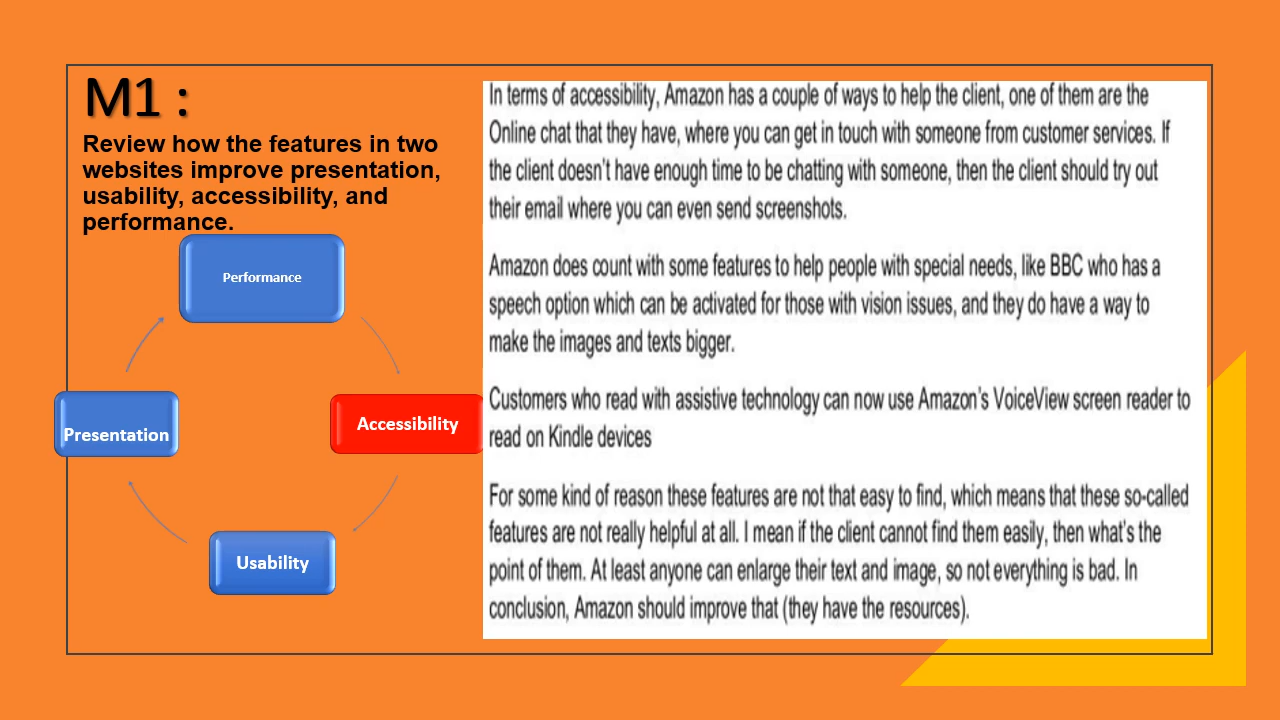 M1 :
Review how the features in two
websites improve presentation,
usability, accessibility, and
performance.
Performance
Accessibility
Usability
Presentation
In terms of accessibility, Amazon has a couple of ways to help the client, one of them are the
Online chat that they have, where you can get in touch with someone from customer services. If
the client doesn't have enough time to be chatting with someone, then the client should try out
their email where you can even send screenshots.
Amazon does count with some features to help people with special needs, like BBC who has a
speech option which can be activated for those with vision issues, and they do have a way to
make the images and texts bigger.
Customers who read with assistive technology can now use Amazon's VoiceView screen reader to
read on Kindle devices
For some kind of reason these features are not that easy to find, which means that these so-called
features are not really helpful at all. I mean if the client cannot find them easily, then what's the
point of them. At least anyone can enlarge their text and image, so not everything is bad. In
conclusion, Amazon should improve that (they have the resources).